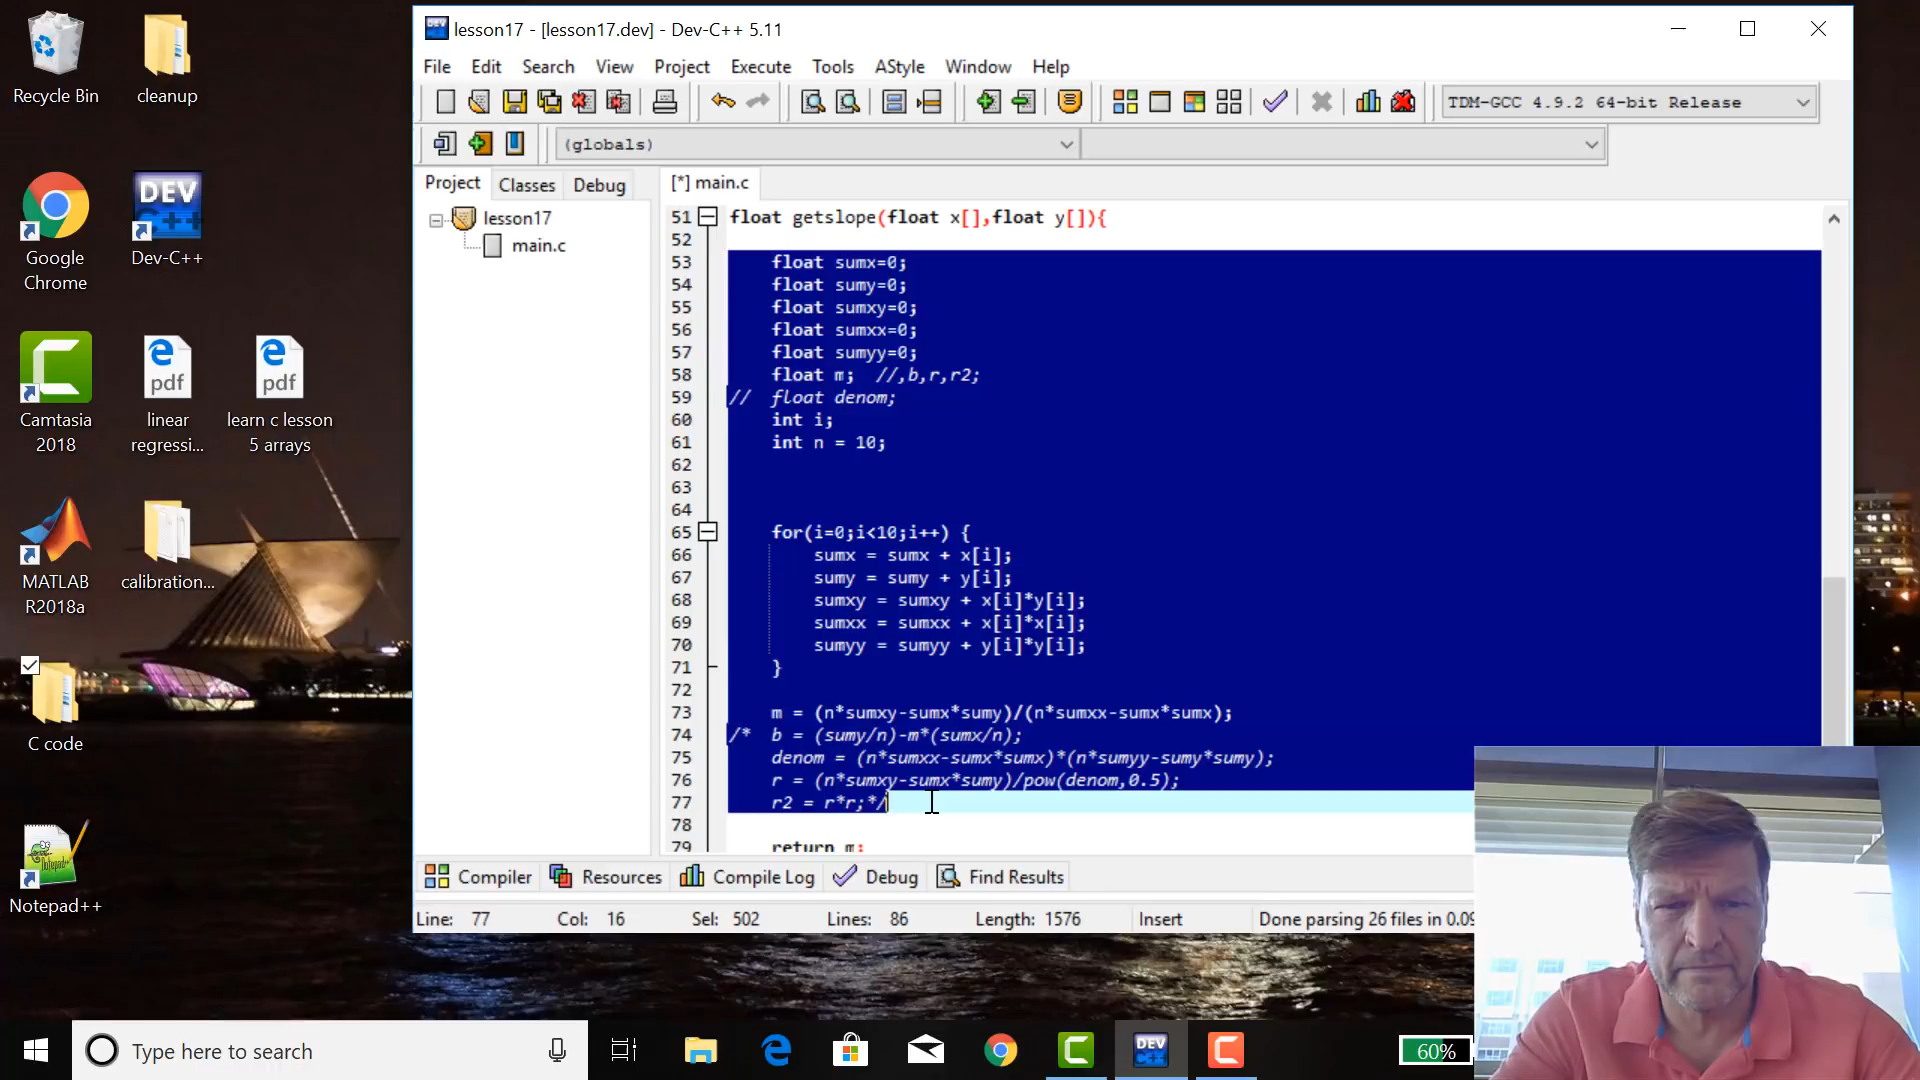 Recycle Bin
cleanup
Google Chrome
DEV C++
Dev-C++
Camtasia 2018
pdf
linear regressi...
pdf
learn c lesson 5 arrays
MATLAB R2018a
calibration...
C code
Notepad++
lesson17 - [lesson17.dev] - Dev-C++ 5.11
File Edit Search View Project Execute Tools AStyle Window Help
TDM-GCC 4.9.2 64-bit Release
(globals)
Project Classes Debug
[*] main.c
lesson17
main.c
51 float getslope(float x[],float y[]){
52
53 float sumx=0;
54 float sumy=0;
55 float sumxy=0;
56 float sumxx=0;
57 float sumyy=0;
58 float m; //,b,r,r2;
59 // float denom;
60 int i;
61 int n = 10;
62
63
64
65 for(i=0;i<10;i++) {
66 sumx = sumx + x[i];
67 sumy = sumy + y[i];
68 sumxy = sumxy + x[i]*y[i];
69 sumxx = sumxx + x[i]*x[i];
70 sumyy = sumyy + y[i]*y[i];
71 }
72
73 m = (n*sumxy-sumx*sumy)/(n*sumxx-sumx*sumx);
74 /* b = (sumy/n)-m*(sumx/n);
75 denom = (n*sumxx-sumx*sumx)*(n*sumyy-sumy*sumy);
76 r = (n*sumxy-sumx*sumy)/pow(denom,0.5);
77 r2 = r*r;*/
78
79 return m;
Compiler Resources Compile Log Debug Find Results
Line: 77 Col: 16 Sel: 502 Lines: 86 Length: 1576 Insert Done parsing 26 files in 0.09
Type here to search
DEV C++
60%